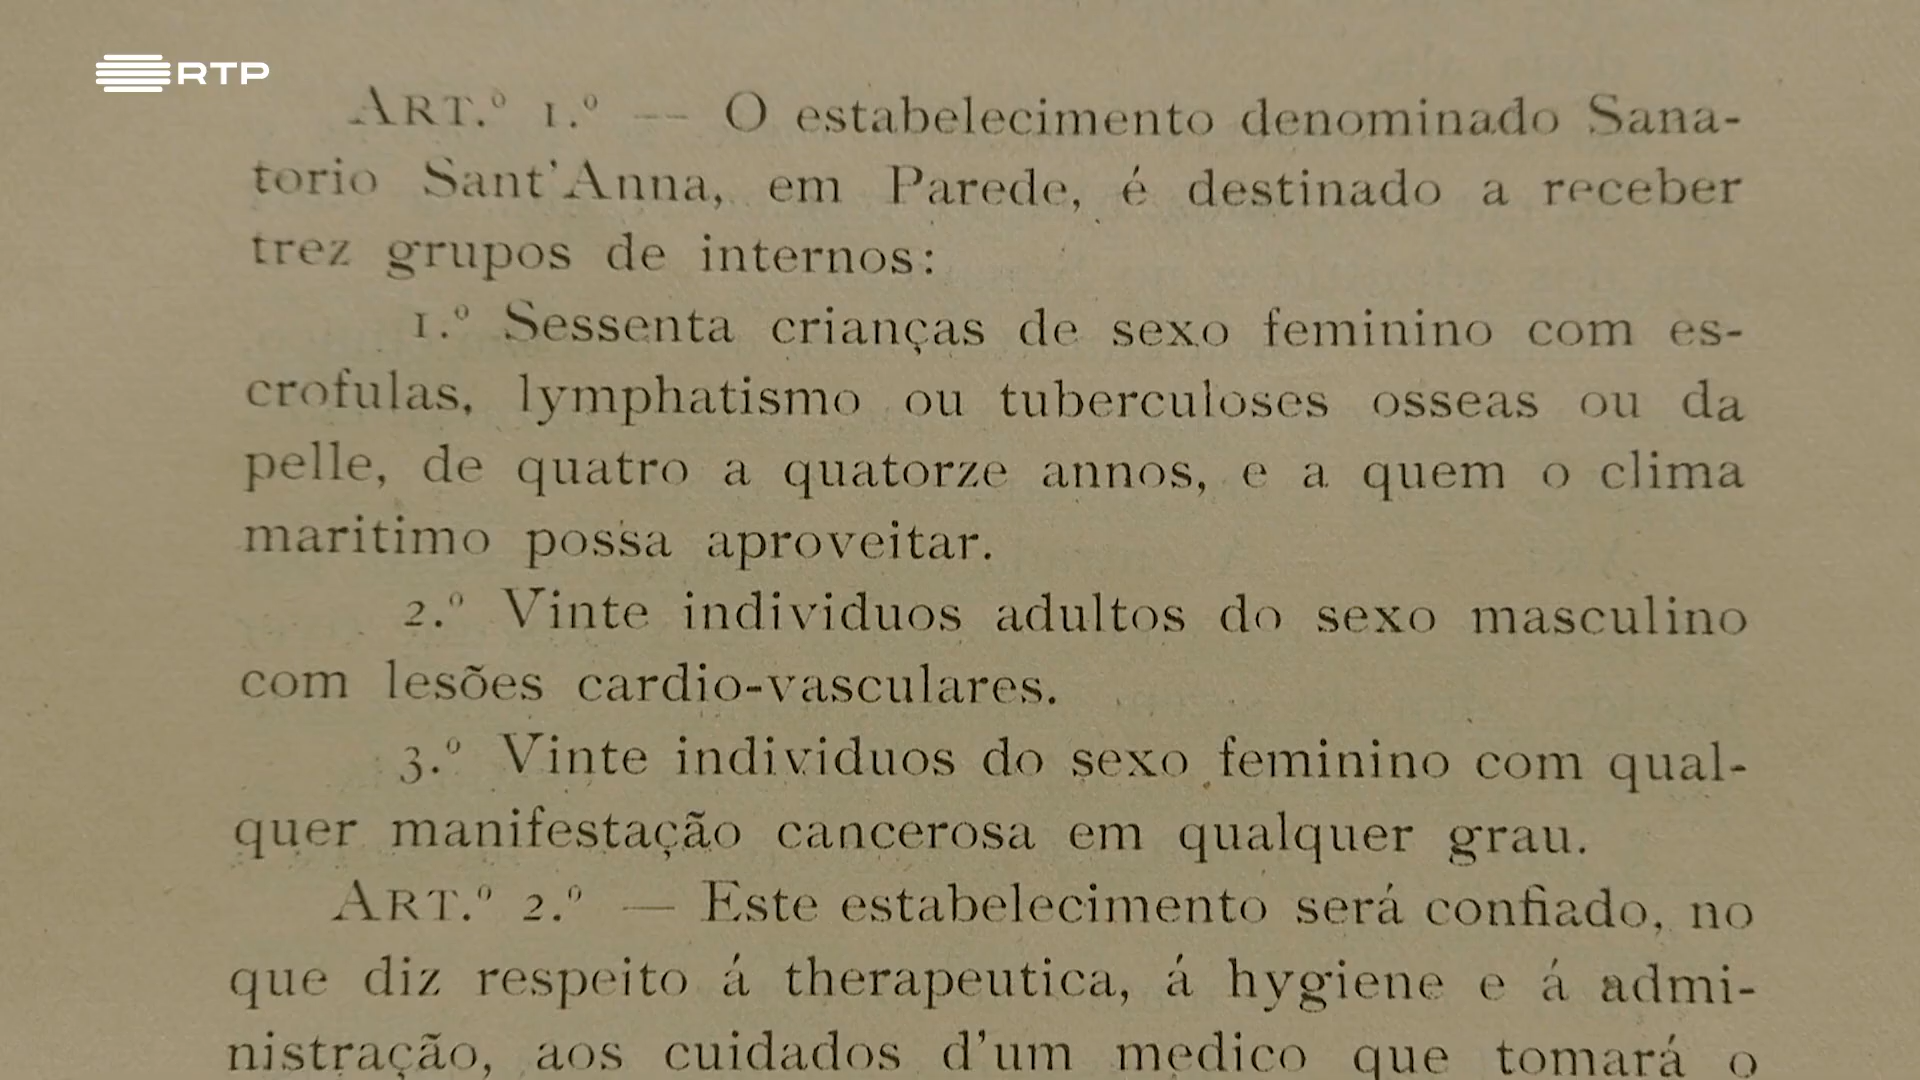 RTP
ART.º 1.º — O estabelecimento denominado Sana-
torio Sant'Anna, em Parede, é destinado a receber
trez grupos de internos:
1.º Sessenta crianças de sexo feminino com es-
crofulas, lymphatismo ou tuberculoses osseas ou da
pelle, de quatro a quatorze annos, e a quem o clima
maritimo possa aproveitar.
2.º Vinte individuos adultos do sexo masculino
com lesões cardio-vasculares.
3.º Vinte individuos do sexo feminino com qual-
quer manifestação cancerosa em qualquer grau.
ART.º 2.º — Este estabelecimento será confiado, no
que diz respeito á therapeutica, á hygiene e á admi-
nistração, aos cuidados d'um medico que tomará o